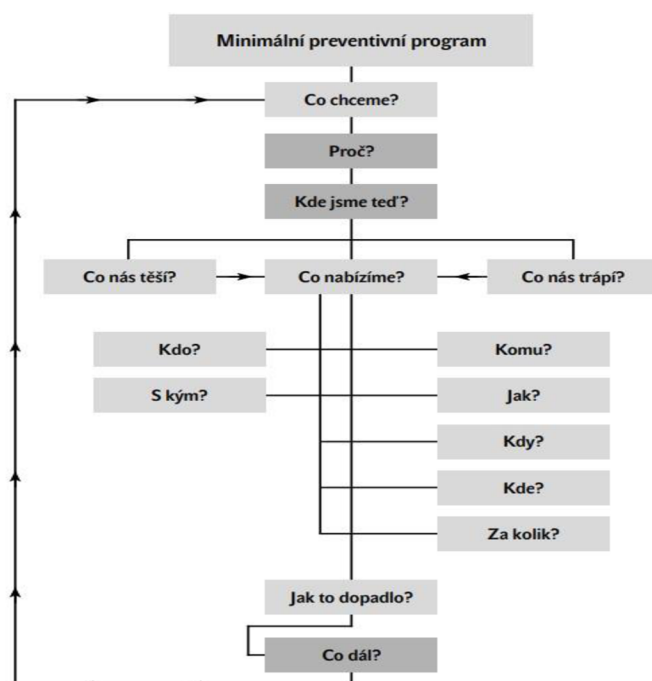 Minimální preventivní program
Co chceme?
Proč?
Kde jsme teď?
Co nás těší?
Co nabízíme?
Co nás trápí?
Kdo?
Komu?
S kým?
Jak?
Kdy?
Kde?
Za kolik?
Jak to dopadlo?
Co dál?